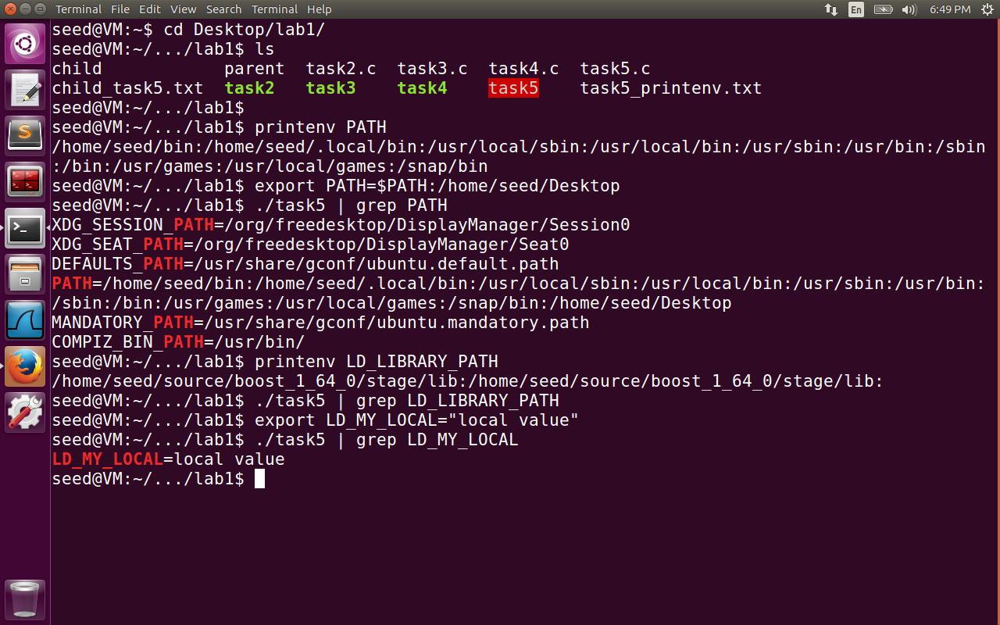 Terminal File Edit View Search Terminal Help En 6:49 PM
seed@VM:~$ cd Desktop/lab1/
seed@VM:~/.../lab1$ ls
child parent task2.c task3.c task4.c task5.c
child_task5.txt task2 task3 task4 task5 task5_printenv.txt
seed@VM:~/.../lab1$
seed@VM:~/.../lab1$ printenv PATH
/home/seed/bin:/home/seed/.local/bin:/usr/local/sbin:/usr/local/bin:/usr/sbin:/usr/bin:/sbin
:/bin:/usr/games:/usr/local/games:/snap/bin
seed@VM:~/.../lab1$ export PATH=$PATH:/home/seed/Desktop
seed@VM:~/.../lab1$ ./task5 | grep PATH
XDG_SESSION_PATH=/org/freedesktop/DisplayManager/Session0
XDG_SEAT_PATH=/org/freedesktop/DisplayManager/Seat0
DEFAULTS_PATH=/usr/share/gconf/ubuntu.default.path
PATH=/home/seed/bin:/home/seed/.local/bin:/usr/local/sbin:/usr/local/bin:/usr/sbin:/usr/bin:
/sbin:/bin:/usr/games:/usr/local/games:/snap/bin:/home/seed/Desktop
MANDATORY_PATH=/usr/share/gconf/ubuntu.mandatory.path
COMPIZ_BIN_PATH=/usr/bin/
seed@VM:~/.../lab1$ printenv LD_LIBRARY_PATH
/home/seed/source/boost_1_64_0/stage/lib:/home/seed/source/boost_1_64_0/stage/lib:
seed@VM:~/.../lab1$ ./task5 | grep LD_LIBRARY_PATH
seed@VM:~/.../lab1$ export LD_MY_LOCAL="local value"
seed@VM:~/.../lab1$ ./task5 | grep LD_MY_LOCAL
LD_MY_LOCAL=local value
seed@VM:~/.../lab1$